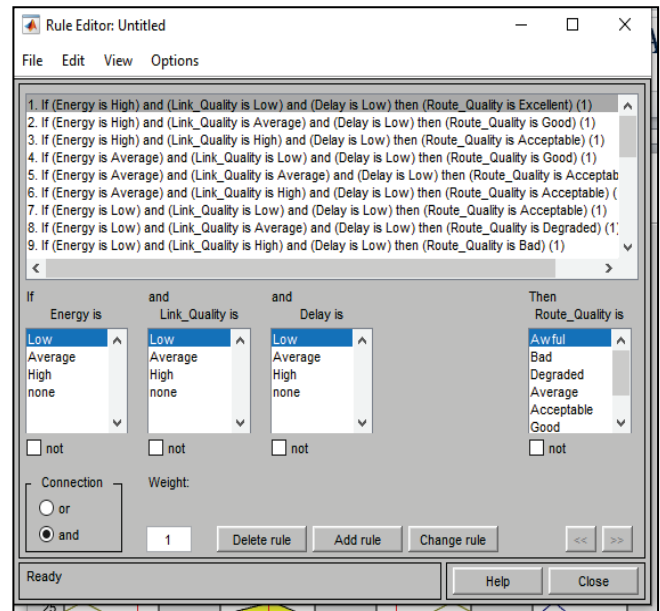 Rule Editor: Untitled
File Edit View Options
1. If (Energy is High) and (Link_Quality is Low) and (Delay is Low) then (Route_Quality is Excellent) (1)
2. If (Energy is High) and (Link_Quality is Average) and (Delay is Low) then (Route_Quality is Good) (1)
3. If (Energy is High) and (Link_Quality is High) and (Delay is Low) then (Route_Quality is Acceptable) (1)
4. If (Energy is Average) and (Link_Quality is Low) and (Delay is Low) then (Route_Quality is Good) (1)
5. If (Energy is Average) and (Link_Quality is Average) and (Delay is Low) then (Route_Quality is Acceptab
6. If (Energy is Average) and (Link_Quality is High) and (Delay is Low) then (Route_Quality is Acceptable) (
7. If (Energy is Low) and (Link_Quality is Low) and (Delay is Low) then (Route_Quality is Acceptable) (1)
8. If (Energy is Low) and (Link_Quality is Average) and (Delay is Low) then (Route_Quality is Degraded) (1)
9. If (Energy is Low) and (Link_Quality is High) and (Delay is Low) then (Route_Quality is Bad) (1)
If and and Then
Energy is Link_Quality is Delay is Route_Quality is
Low Low Low Awful
Average Average Average Bad
High High High Degraded
none none none Average
Acceptable
Good
not not not not
Connection Weight:
or
and 1 Delete rule Add rule Change rule << >>
Ready Help Close
25